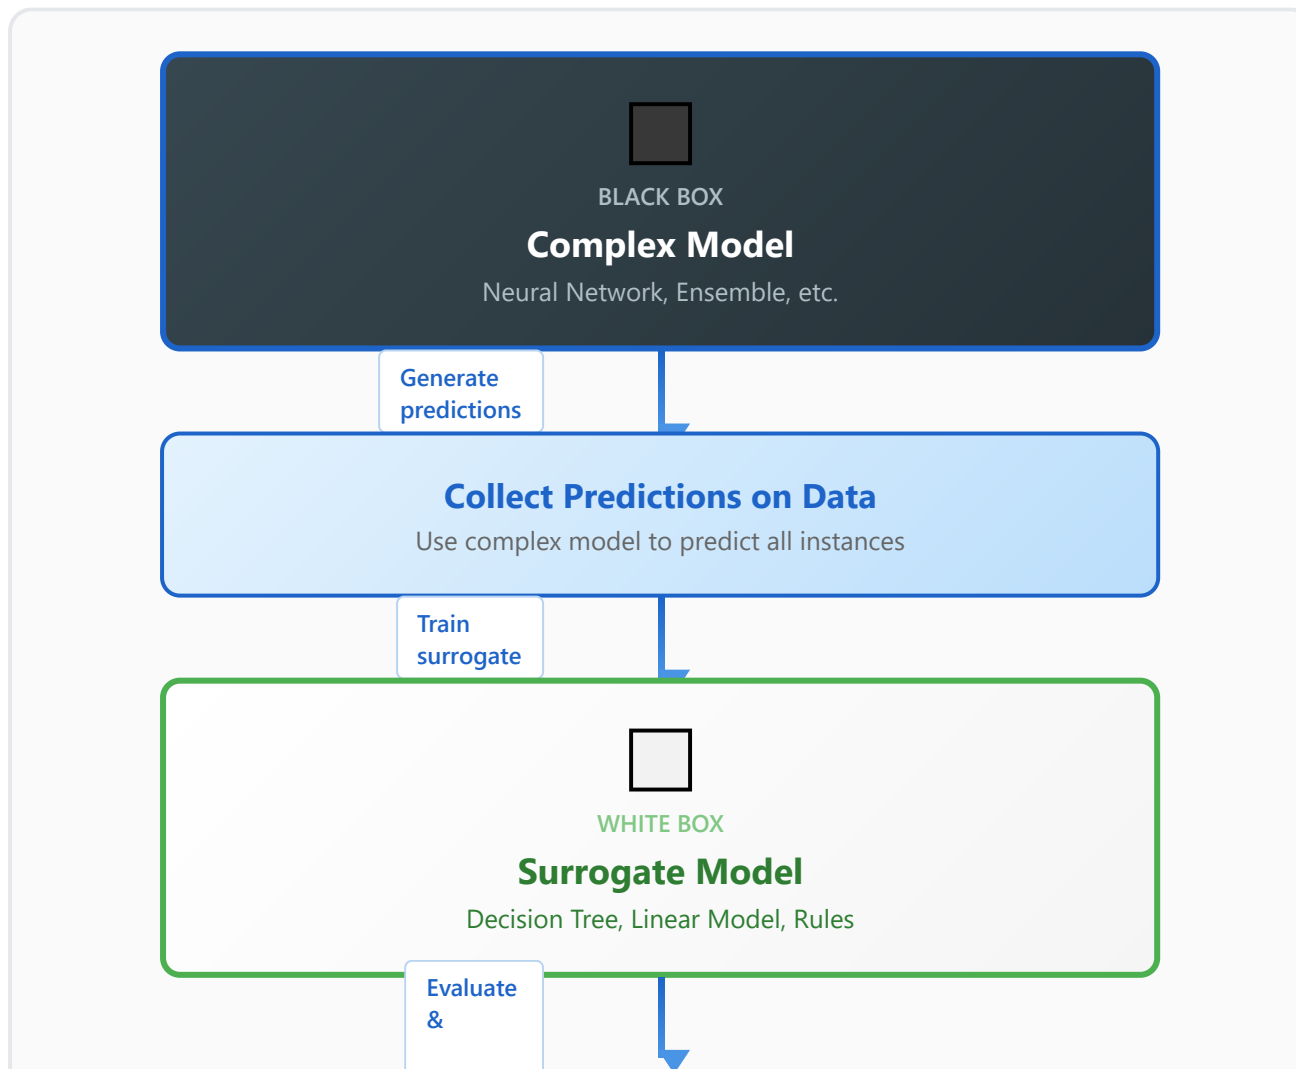 BLACK BOX
Complex Model
Neural Network, Ensemble, etc.
Generate
predictions
Collect Predictions on Data
Use complex model to predict all instances
Train
surrogate
WHITE BOX
Surrogate Model
Decision Tree, Linear Model, Rules
Evaluate
&